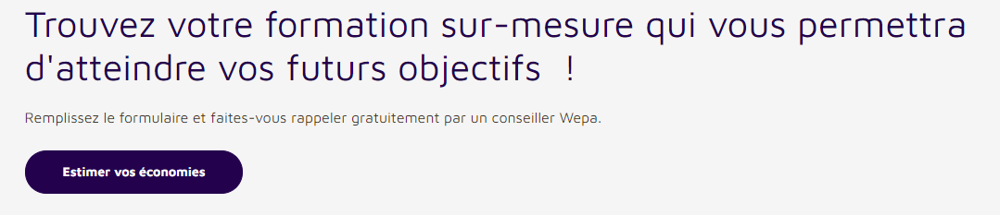 Trouvez votre formation sur-mesure qui vous permettra
d'atteindre vos futurs objectifs !
Remplissez le formulaire et faites-vous rappeler gratuitement par un conseiller Wepa.
Estimer vos économies